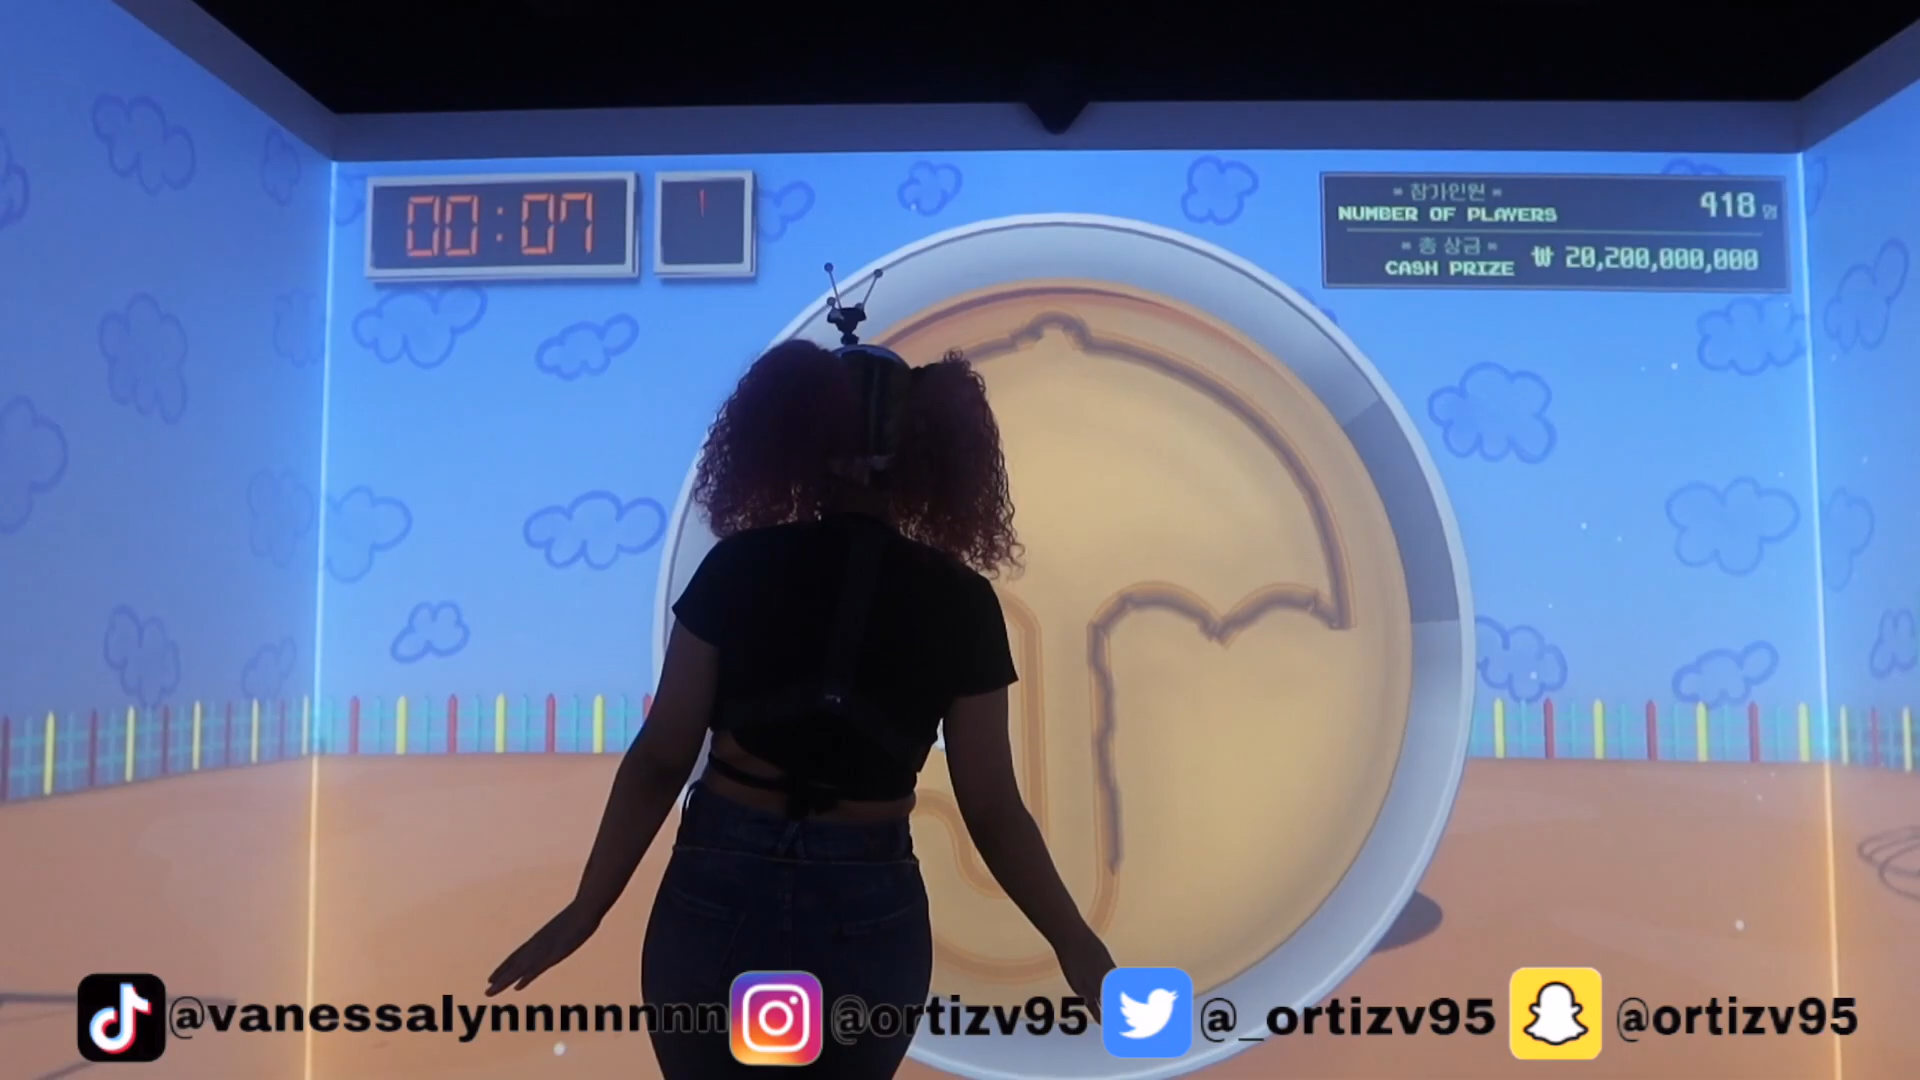 00:07
= 참가인원 =
NUMBER OF PLAYERS
418 명
= 총 상금 =
CASH PRIZE ₩ 20,200,000,000
@vanessalynnnnnnnn @ortizv95 @_ortizv95 @ortizv95